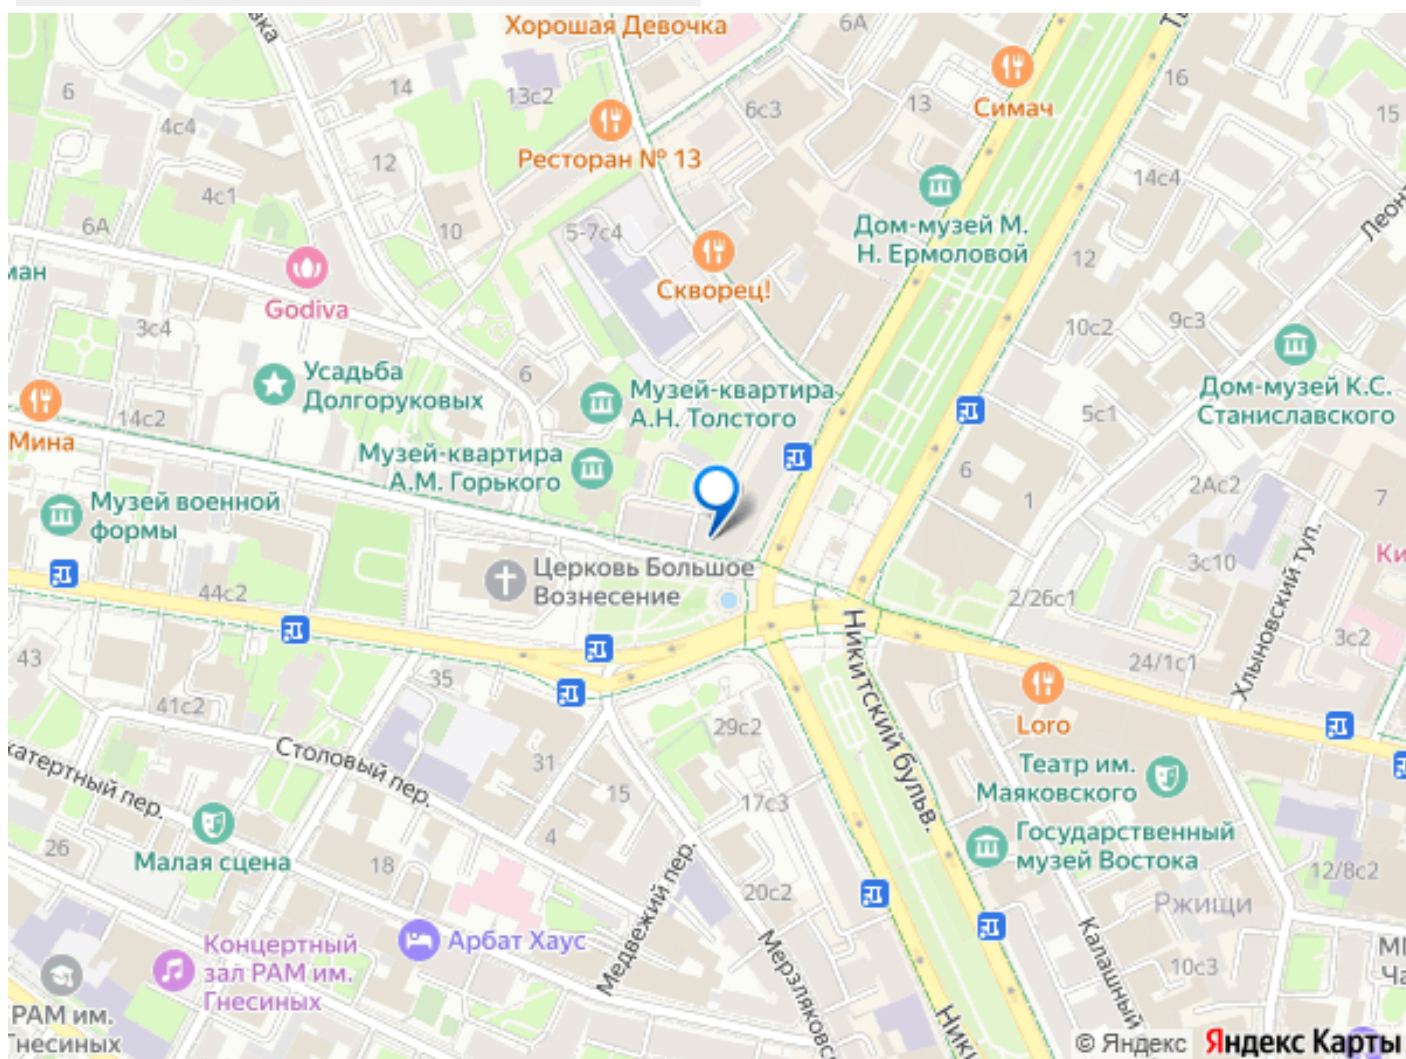 Хорошая Девочка
6А
14
13с2
6с3
13
16
15
6
4с4
12
4с1
6А
10
Симач
Ресторан № 13
14с4
Дом-музей М.
Н. Ермоловой
5-7с4
12
Скворец!
Godiva
3с4
10с2
9с3
Усадьба
Долгоруковых
6
Музей-квартира
А.Н. Толстого
Дом-музей К.С.
Станиславского
5с1
14с2
Мина
Музей-квартира
А.М. Горького
6
1
2Ас2
7
Музей военной
формы
3с10
Хлыновский туп.
Церковь Большое
Вознесение
44с2
2/26с1
3с2
43
35
41с2
Никитский бульв.
24/1с1
Loro
29с2
Столовый пер.
31
15
4
17с3
Театр им.
Маяковского
Государственный
музей Востока
Малая сцена
26
18
20с2
12/8с2
Ржищи
Арбат Хаус
Медвежий пер.
Концертный
зал РАМ им.
Гнесиных
10с3
Калашный
РАМ им.
Гнесиных
© Яндекс Яндекс Карты